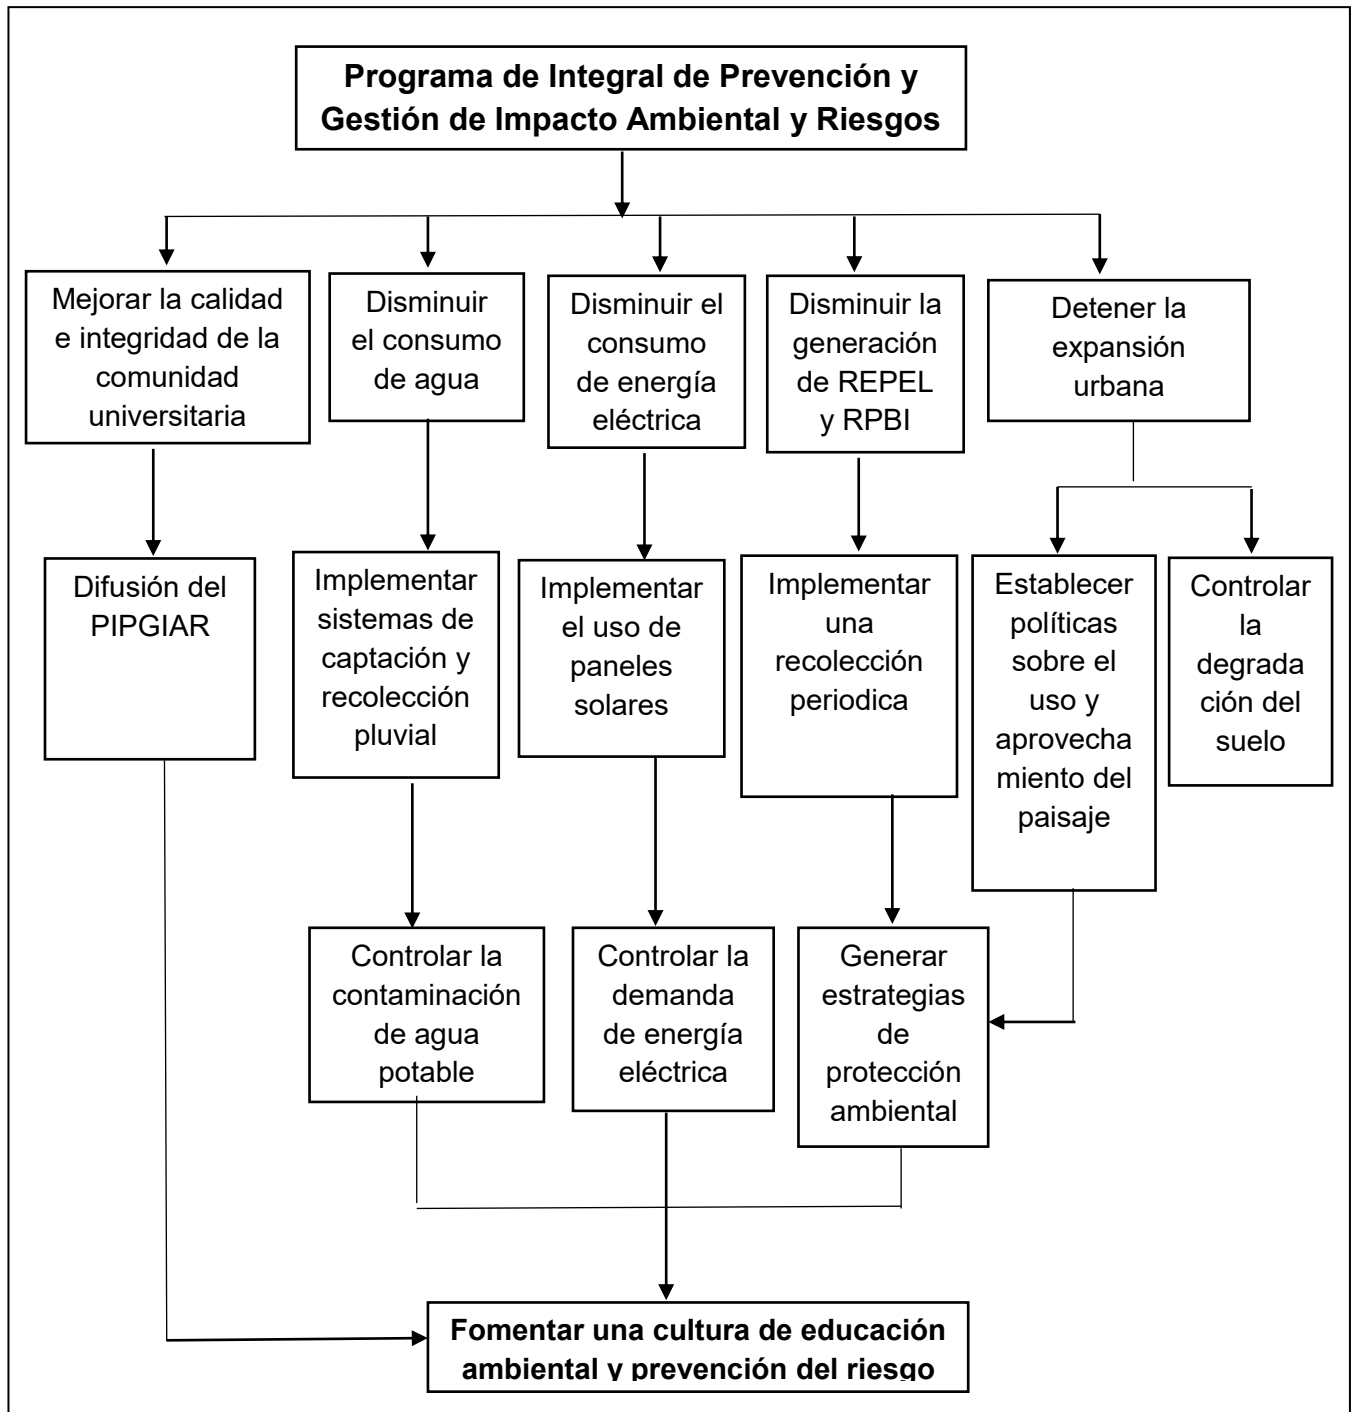 Programa de Integral de Prevención y
Gestión de Impacto Ambiental y Riesgos
Mejorar la calidad
e integridad de la
comunidad
universitaria
Disminuir
el consumo
de agua
Disminuir el
consumo
de energía
eléctrica
Disminuir la
generación
de REPEL
y RPBI
Detener la
expansión
urbana
Difusión del
PIPGIAR
Implementar
sistemas de
captación y
recolección
pluvial
Implementar
el uso de
paneles
solares
Implementar
una
recolección
periodica
Establecer
políticas
sobre el
uso y
aprovecha
miento del
paisaje
Controlar
la
degrada
ción del
suelo
Controlar la
contaminación
de agua
potable
Controlar la
demanda
de energía
eléctrica
Generar
estrategias
de
protección
ambiental
Fomentar una cultura de educación
ambiental y prevención del riesgo